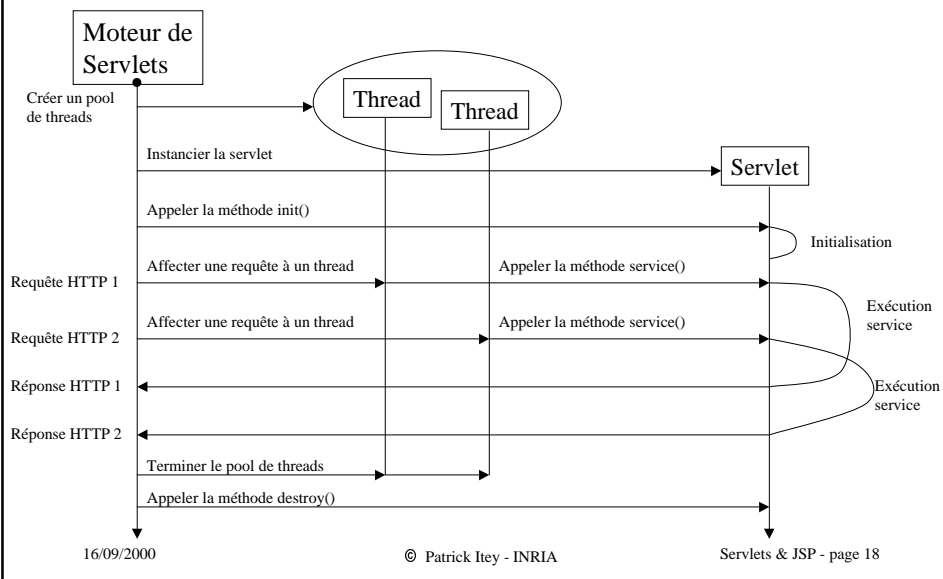 Moteur de
Servlets
Créer un pool
de threads
Thread
Thread
Instancier la servlet
Servlet
Appeler la méthode init()
Initialisation
Requête HTTP 1
Affecter une requête à un thread
Appeler la méthode service()
Exécution
service
Requête HTTP 2
Affecter une requête à un thread
Appeler la méthode service()
Réponse HTTP 1
Exécution
service
Réponse HTTP 2
Terminer le pool de threads
Appeler la méthode destroy()
16/09/2000
© Patrick Itey - INRIA
Servlets & JSP - page 18